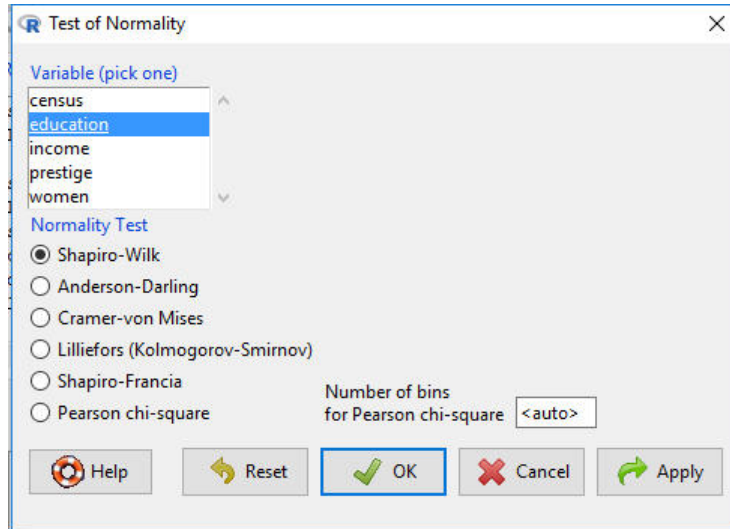 Test of Normality
Variable (pick one)
census
education
income
prestige
women
Normality Test
Shapiro-Wilk
Anderson-Darling
Cramer-von Mises
Lilliefors (Kolmogorov-Smirnov)
Shapiro-Francia
Pearson chi-square
Number of bins
for Pearson chi-square <auto>
Help Reset OK Cancel Apply